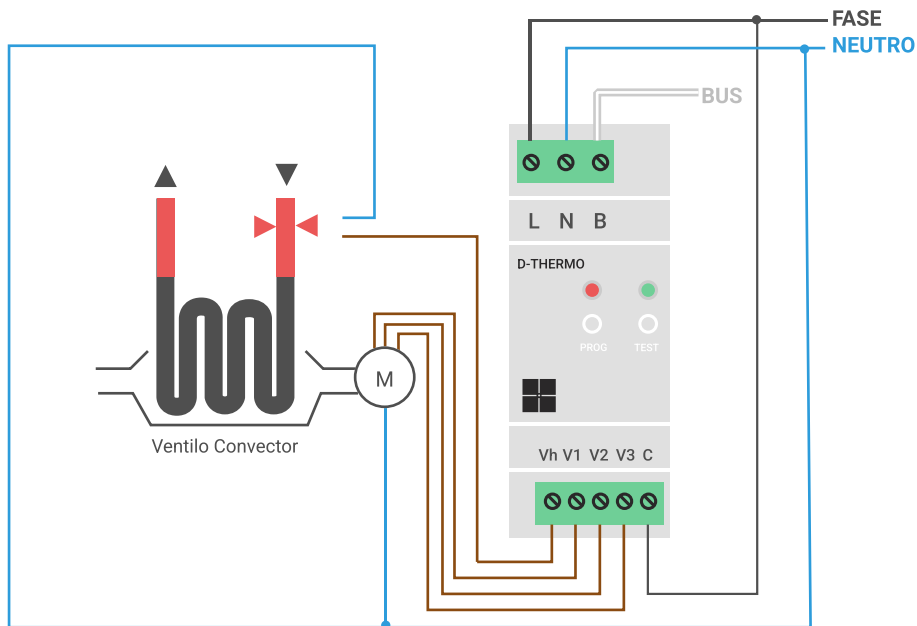 FASE
NEUTRO
BUS
L N B
D-THERMO
PROG TEST
M
Ventilo Convector
Vh V1 V2 V3 C